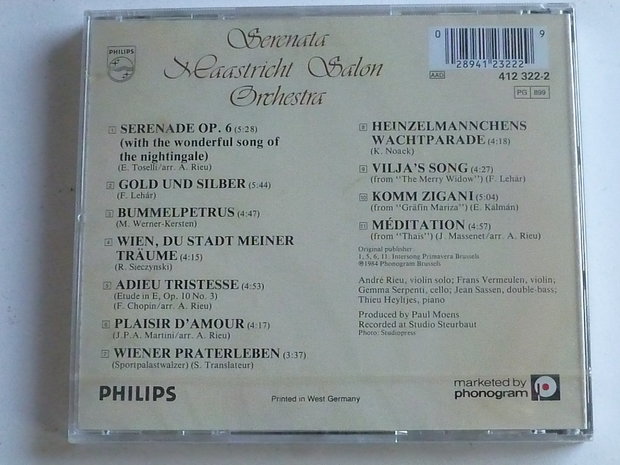 PHILIPS
Serenata
Maastricht Salon
Orchestra
0 28941 23222 9
AAD 412 322-2
PG 899
1 SERENADE OP. 6 (5:28)
(with the wonderful song of
the nightingale)
(E. Toselli/arr. A. Rieu)
2 GOLD UND SILBER (5:44)
(F. Lehár)
3 BUMMELPETRUS (4:47)
(M. Werner-Kersten)
4 WIEN, DU STADT MEINER
TRÄUME (4:15)
(R. Sieczynski)
5 ADIEU TRISTESSE (4:53)
(Etude in E, Op. 10 No. 3)
(F. Chopin/arr. A. Rieu)
6 PLAISIR D'AMOUR (4:17)
(J.P.A. Martini/arr. A. Rieu)
7 WIENER PRATERLEBEN (3:37)
(Sportpalastwalzer) (S. Translateur)
8 HEINZELMANNCHENS
WACHTPARADE (4:18)
(K. Noack)
9 VILJA'S SONG (4:27)
(from "The Merry Widow") (F. Lehár)
10 KOMM ZIGANI (5:04)
(from "Gräfin Mariza") (E. Kálmán)
11 MÉDITATION (4:57)
(from "Thaïs") (J. Massenet/arr. A. Rieu)
Original publisher
1, 5, 6, 11: Intersong Primavera Brussels
℗1984 Phonogram Brussels
André Rieu, violin solo; Frans Vermeulen, violin;
Gemma Serpenti, cello; Jean Sassen, double-bass;
Thieu Heyltjes, piano
Produced by Paul Moens
Recorded at Studio Steurbaut
Photo: Studiopress
PHILIPS
Printed in West Germany
marketed by
phonogram